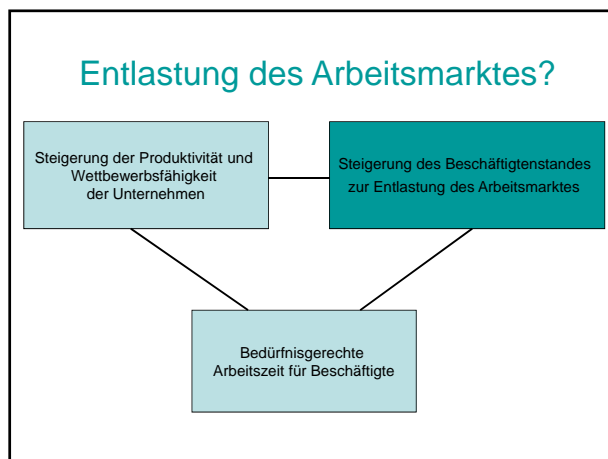 Entlastung des Arbeitsmarktes?
Steigerung der Produktivität und
Wettbewerbsfähigkeit
der Unternehmen
Steigerung des Beschäftigtenstandes
zur Entlastung des Arbeitsmarktes
Bedürfnisgerechte
Arbeitszeit für Beschäftigte